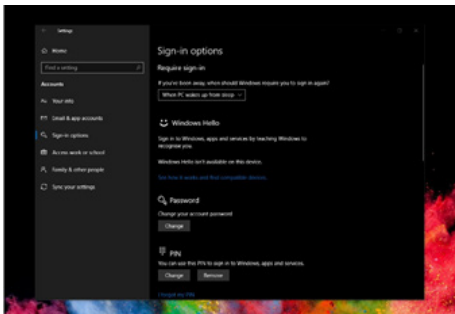 Settings
Home
Find a setting
Accounts
Your info
Email & app accounts
Sign-in options
Access work or school
Family & other people
Sync your settings
Sign-in options
Require sign-in
If you've been away, when should Windows require you to sign in again?
When PC wakes up from sleep
Windows Hello
Sign in to Windows, apps and services by teaching Windows to
recognise you.
Windows Hello isn't available on this device.
See how it works and find compatible devices.
Password
Change your account password
Change
PIN
You can use this PIN to sign in to Windows, apps and services.
Change Remove
I forgot my PIN